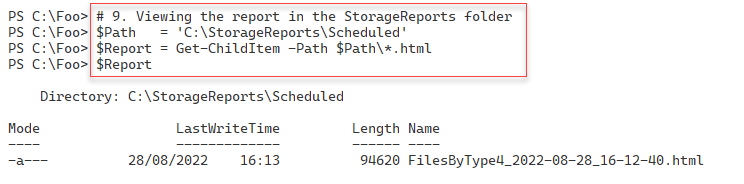 PS C:\Foo> # 9. Viewing the report in the StorageReports folder
PS C:\Foo> $Path   = 'C:\StorageReports\Scheduled'
PS C:\Foo> $Report = Get-ChildItem -Path $Path\*.html
PS C:\Foo> $Report
Directory: C:\StorageReports\Scheduled
Mode                 LastWriteTime         Length Name
----                 -------------         ------ ----
-a---          28/08/2022    16:13          94620 FilesByType4_2022-08-28_16-12-40.html